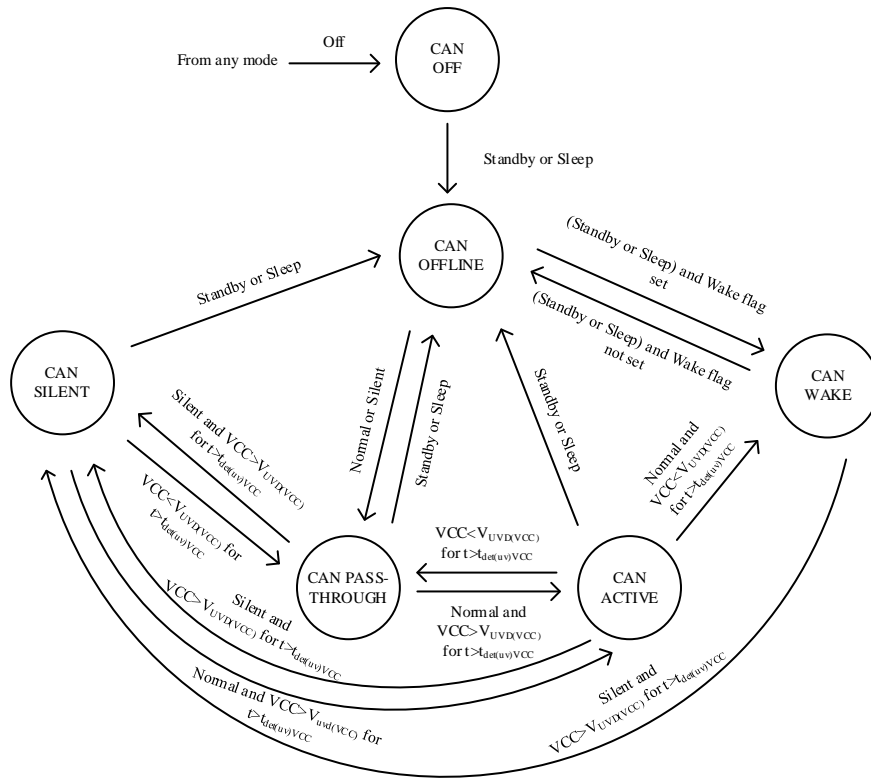 CAN
OFF
Off
From any mode
Standby or Sleep
CAN
OFFLINE
(Standby or Sleep) and Wake flag
set
(Standby or Sleep) and Wake flag
not set
Standby or Sleep
CAN
SILENT
CAN
WAKE
Normal or Silent
Standby or Sleep
Standby or Sleep
Silent and VCC>VUVD(VCC)
for t>tdet(uv)VCC
VCC<VUVD(VCC) for
t>tdet(uv)VCC
Normal and
VCC<VUVD(VCC)
for t>tdet(uv)VCC
VCC<VUVD(VCC)
for t>tdet(uv)VCC
CAN PASS-
THROUGH
CAN
ACTIVE
Normal and
VCC>VUVD(VCC)
for t>tdet(uv)VCC
Silent and
VCC>VUVD(VCC) for t>tdet(uv)VCC
Normal and VCC>Vuvd(VCC) for
t>tdet(uv)VCC
Silent and
VCC>VUVD(VCC) for t>tdet(uv)VCC